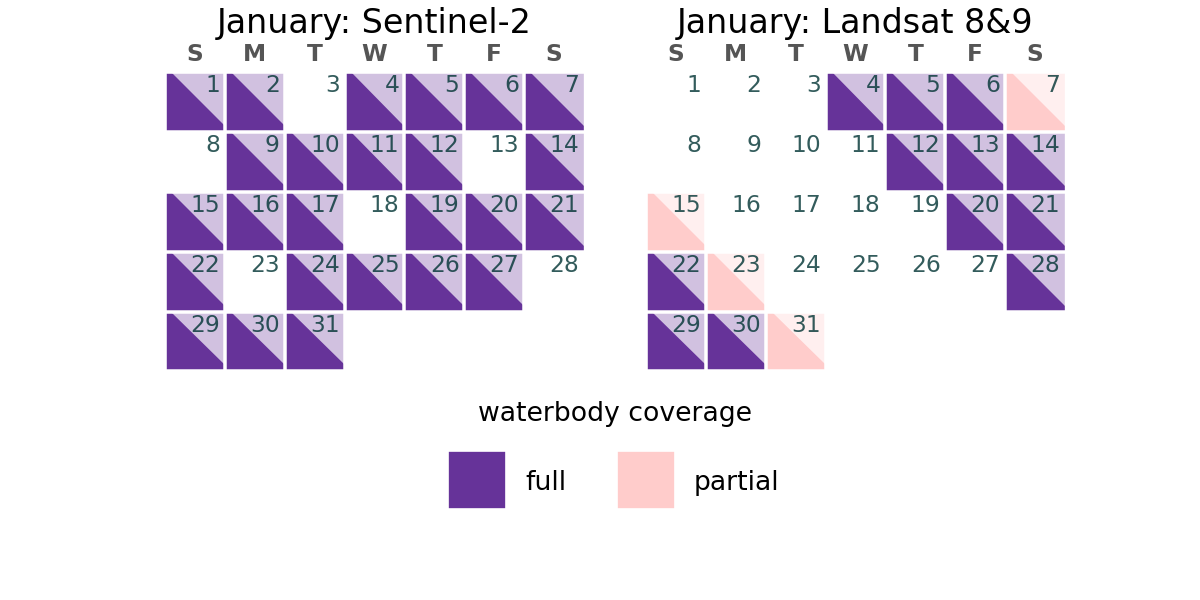 January: Sentinel-2
S M T W T F S
1 2 3 4 5 6 7
8 9 10 11 12 13 14
15 16 17 18 19 20 21
22 23 24 25 26 27 28
29 30 31
January: Landsat 8&9
S M T W T F S
1 2 3 4 5 6 7
8 9 10 11 12 13 14
15 16 17 18 19 20 21
22 23 24 25 26 27 28
29 30 31
waterbody coverage
full
partial